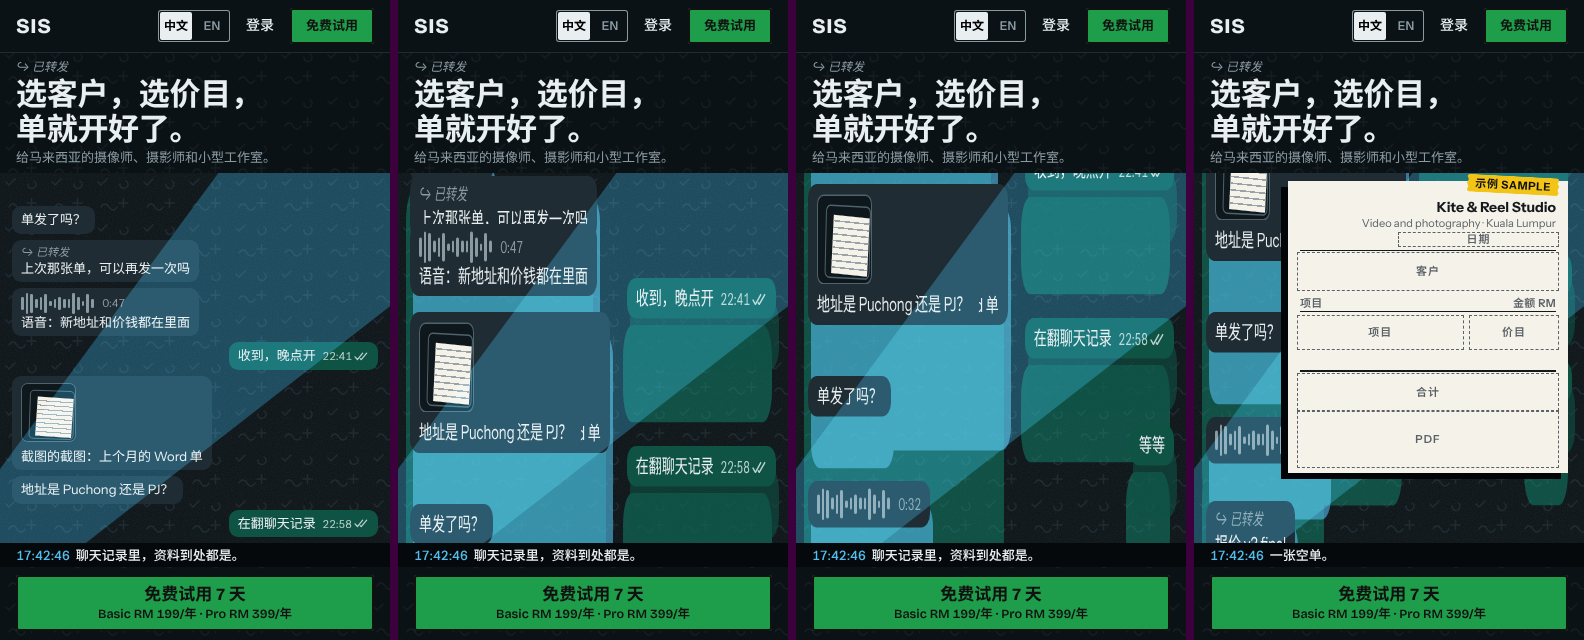 SIS
中文 EN
登录
免费试用
已转发
选客户，选价目，
单就开好了。
给马来西亚的摄像师、摄影师和小型工作室。
单发了吗？
已转发
上次那张单，可以再发一次吗
0:47
语音：新地址和价钱都在里面
收到，晚点开 22:41
截图的截图：上个月的 Word 单
地址是 Puchong 还是 PJ？
在翻聊天记录 22:58
17:42:46 聊天记录里，资料到处都是。
免费试用 7 天
Basic RM 199/年 · Pro RM 399/年
SIS
中文 EN
登录
免费试用
已转发
选客户，选价目，
单就开好了。
给马来西亚的摄像师、摄影师和小型工作室。
已转发
上次那张单，可以再发一次吗
0:47
语音：新地址和价钱都在里面
收到，晚点开 22:41
地址是 Puchong 还是 PJ？
单
在翻聊天记录 22:58
单发了吗？
17:42:46 聊天记录里，资料到处都是。
免费试用 7 天
Basic RM 199/年 · Pro RM 399/年
SIS
中文 EN
登录
免费试用
已转发
选客户，选价目，
单就开好了。
给马来西亚的摄像师、摄影师和小型工作室。
收到，晚点开 22:41
地址是 Puchong 还是 PJ？
单
在翻聊天记录 22:58
单发了吗？
等等
0:32
17:42:46 聊天记录里，资料到处都是。
免费试用 7 天
Basic RM 199/年 · Pro RM 399/年
SIS
中文 EN
登录
免费试用
已转发
选客户，选价目，
单就开好了。
给马来西亚的摄像师、摄影师和小型工作室。
示例 SAMPLE
Kite & Reel Studio
Video and photography · Kuala Lumpur
日期
地址是
客户
项目 金额 RM
单发了吗？
项目 价目
合计
PDF
已转发
报价 v2 final
17:42:46 一张空单。
免费试用 7 天
Basic RM 199/年 · Pro RM 399/年